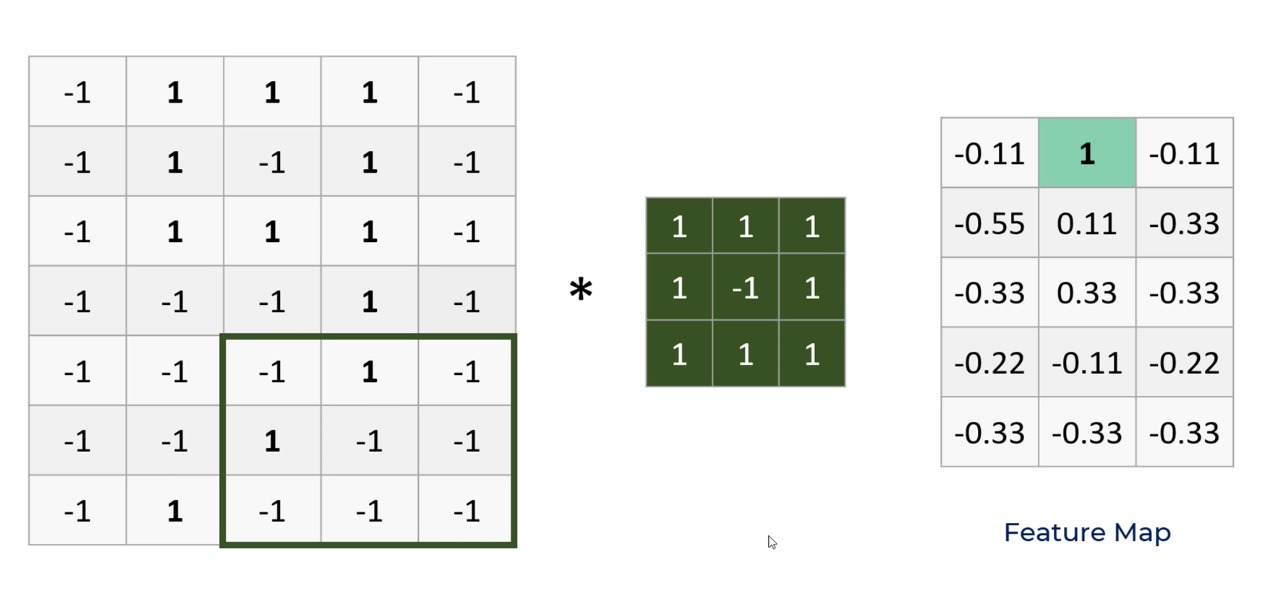 -1 1 1 1 -1
-1 1 -1 1 -1
-1 1 1 1 -1
-1 -1 -1 1 -1
-1 -1 -1 1 -1
-1 -1 1 -1 -1
-1 1 -1 -1 -1
*
1 1 1
1 -1 1
1 1 1
-0.11 1 -0.11
-0.55 0.11 -0.33
-0.33 0.33 -0.33
-0.22 -0.11 -0.22
-0.33 -0.33 -0.33
Feature Map